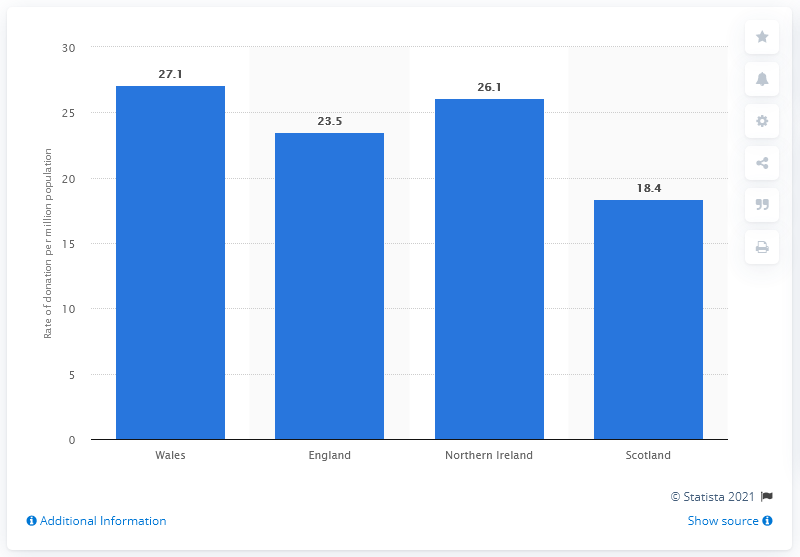 30
27.1
26.1
25
23.5
20
18.4
15
10
5
0
Rate of donation per million population
Wales
England
Northern Ireland
Scotland
© Statista 2021
Additional Information
Show source